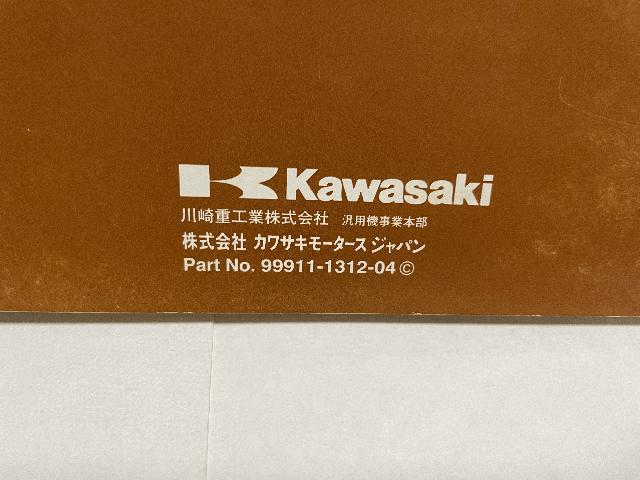 Kawasaki
川崎重工業株式会社 汎用機事業本部
株式会社 カワサキモータース ジャパン
Part No. 99911-1312-04 ©